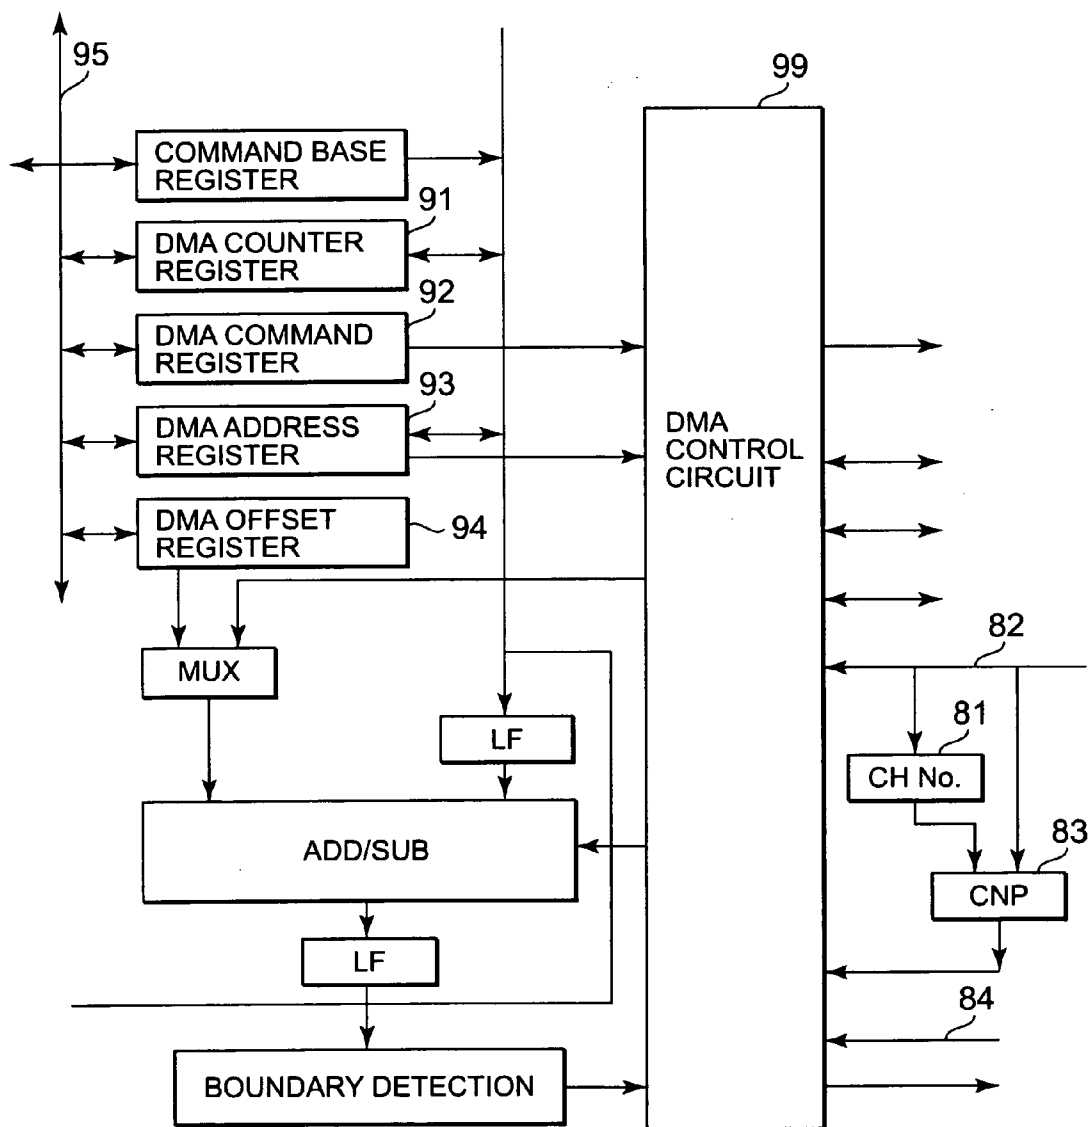 95
99
COMMAND BASE
REGISTER
91
DMA COUNTER
REGISTER
92
DMA COMMAND
REGISTER
93
DMA ADDRESS
REGISTER
DMA
CONTROL
CIRCUIT
DMA OFFSET
REGISTER
94
MUX
82
LF
81
CH No.
ADD/SUB
83
CNP
LF
84
BOUNDARY DETECTION